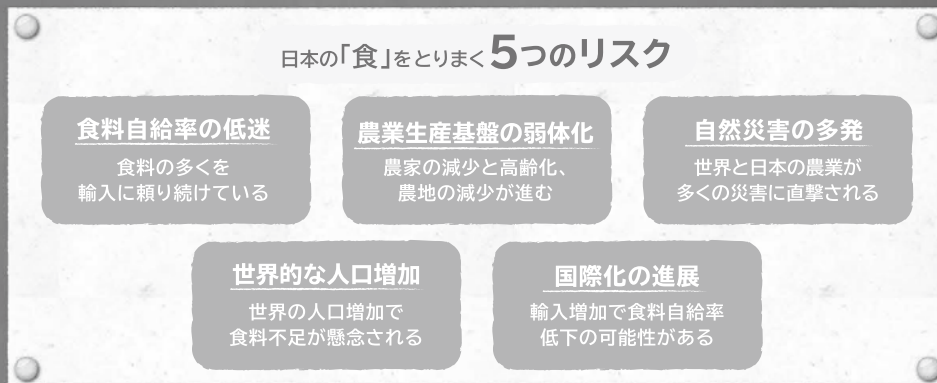 日本の「食」をとりまく5つのリスク
食料自給率の低迷
食料の多くを
輸入に頼り続けている
農業生産基盤の弱体化
農家の減少と高齢化、
農地の減少が進む
自然災害の多発
世界と日本の農業が
多くの災害に直撃される
世界的な人口増加
世界の人口増加で
食料不足が懸念される
国際化の進展
輸入増加で食料自給率
低下の可能性がある